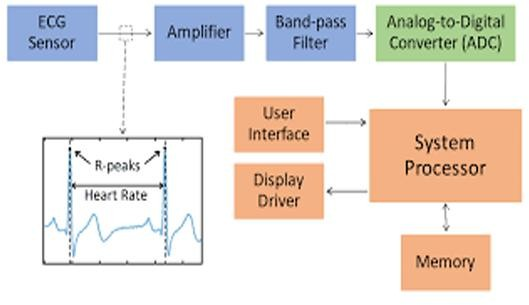 ECG
Sensor
Amplifier
Band-pass
Filter
Analog-to-Digital
Converter (ADC)
User
Interface
System
Processor
R-peaks
Heart Rate
Display
Driver
Memory